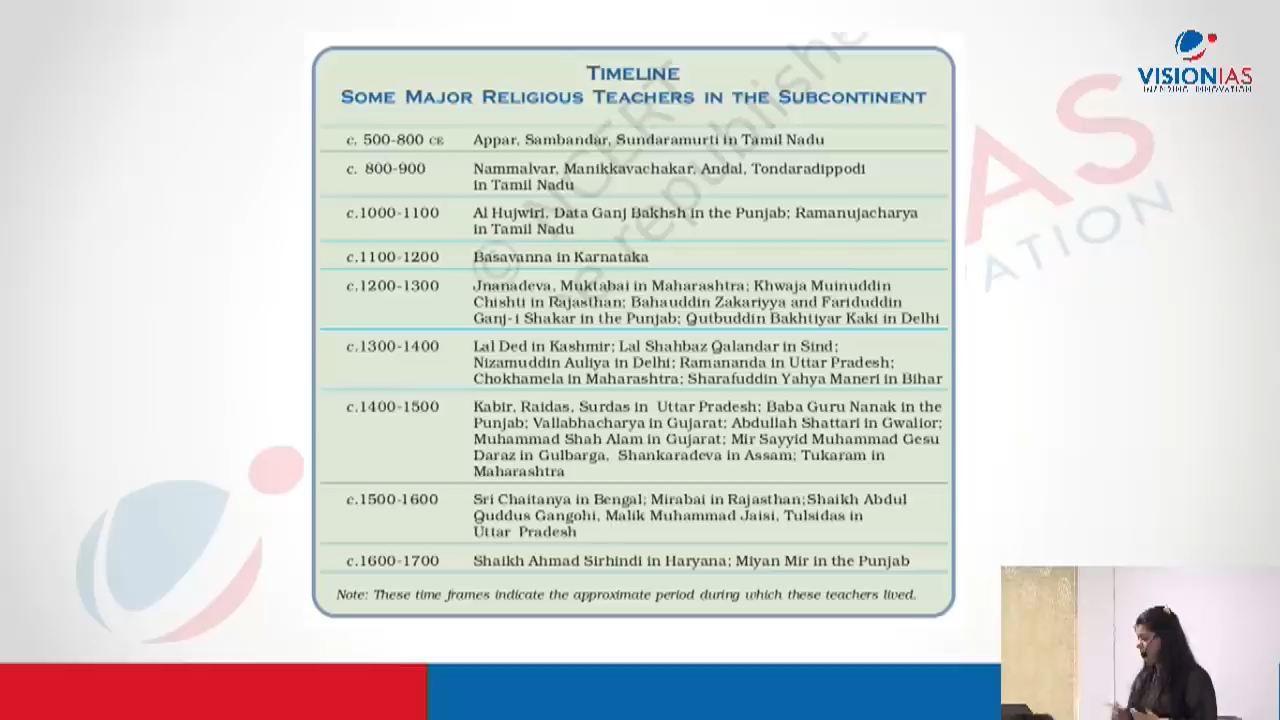 VISIONIAS
INSPIRING INNOVATION
TIMELINE
SOME MAJOR RELIGIOUS TEACHERS IN THE SUBCONTINENT
c. 500-800 CE Appar, Sambandar, Sundaramurti in Tamil Nadu
c. 800-900 Nammalvar, Manikkavachakar, Andal, Tondaradippodi
in Tamil Nadu
c.1000-1100 Al Hujwiri, Data Ganj Bakhsh in the Punjab; Ramanujacharya
in Tamil Nadu
c.1100-1200 Basavanna in Karnataka
c.1200-1300 Jnanadeva, Muktabai in Maharashtra; Khwaja Muinuddin
Chishti in Rajasthan; Bahauddin Zakariyya and Fariduddin
Ganj-i Shakar in the Punjab; Qutbuddin Bakhtiyar Kaki in Delhi
c.1300-1400 Lal Ded in Kashmir; Lal Shahbaz Qalandar in Sind;
Nizamuddin Auliya in Delhi; Ramananda in Uttar Pradesh;
Chokhamela in Maharashtra; Sharafuddin Yahya Maneri in Bihar
c.1400-1500 Kabir, Raidas, Surdas in Uttar Pradesh; Baba Guru Nanak in the
Punjab; Vallabhacharya in Gujarat; Abdullah Shattari in Gwalior;
Muhammad Shah Alam in Gujarat; Mir Sayyid Muhammad Gesu
Daraz in Gulbarga, Shankaradeva in Assam; Tukaram in
Maharashtra
c.1500-1600 Sri Chaitanya in Bengal; Mirabai in Rajasthan;Shaikh Abdul
Quddus Gangohi, Malik Muhammad Jaisi, Tulsidas in
Uttar Pradesh
c.1600-1700 Shaikh Ahmad Sirhindi in Haryana; Miyan Mir in the Punjab
Note: These time frames indicate the approximate period during which these teachers lived.
© NCERT
republishe
AS
ATION